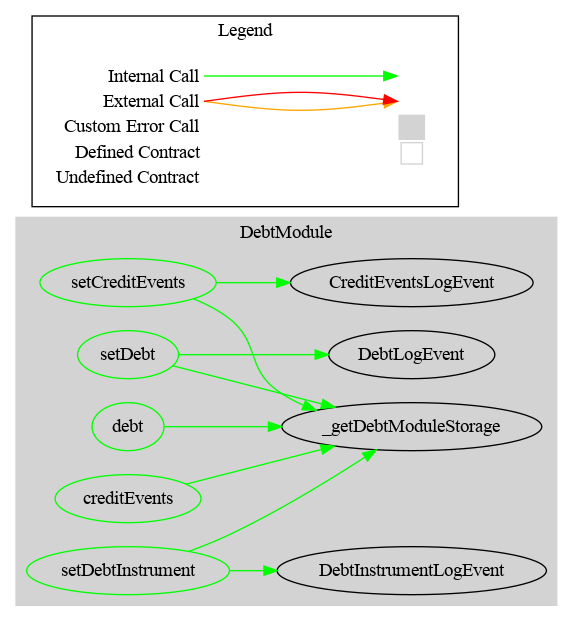 Legend
Internal Call
External Call
Custom Error Call
Defined Contract
Undefined Contract
DebtModule
setCreditEvents
CreditEventsLogEvent
setDebt
DebtLogEvent
debt
_getDebtModuleStorage
creditEvents
setDebtInstrument
DebtInstrumentLogEvent